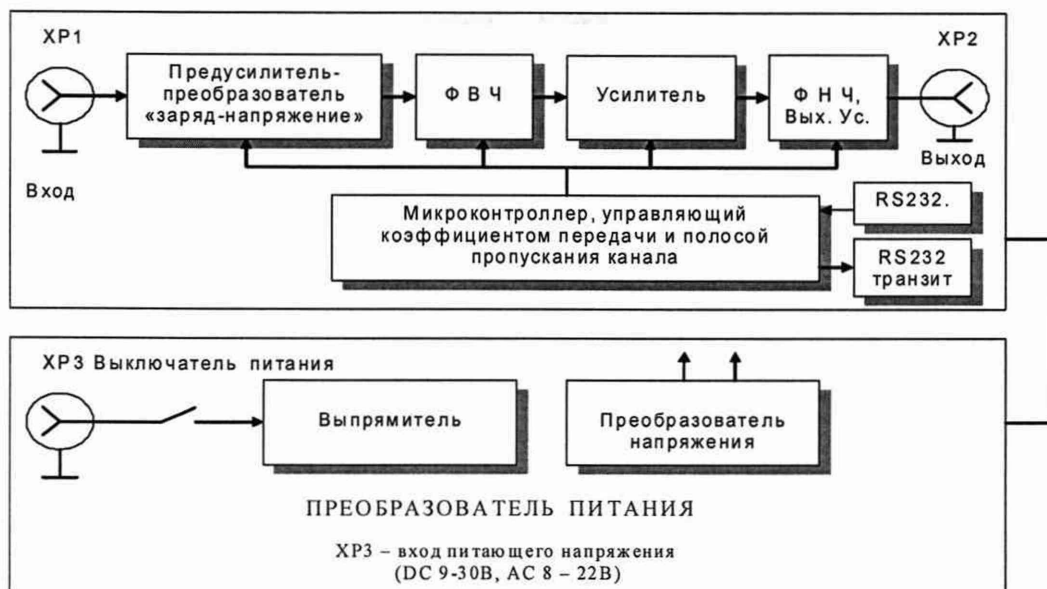 XP1
XP2
Предусилитель-
преобразователь
«заряд-напряжение»
Ф В Ч
Усилитель
Ф Н Ч,
Вых. Ус.
Вход
Выход
Микроконтроллер, управляющий
коэффициентом передачи и полосой
пропускания канала
RS232.
RS232
транзит
XP3 Выключатель питания
Выпрямитель
Преобразователь
напряжения
ПРЕОБРАЗОВАТЕЛЬ ПИТАНИЯ
XP3 – вход питающего напряжения
(DC 9-30В, AC 8 – 22В)